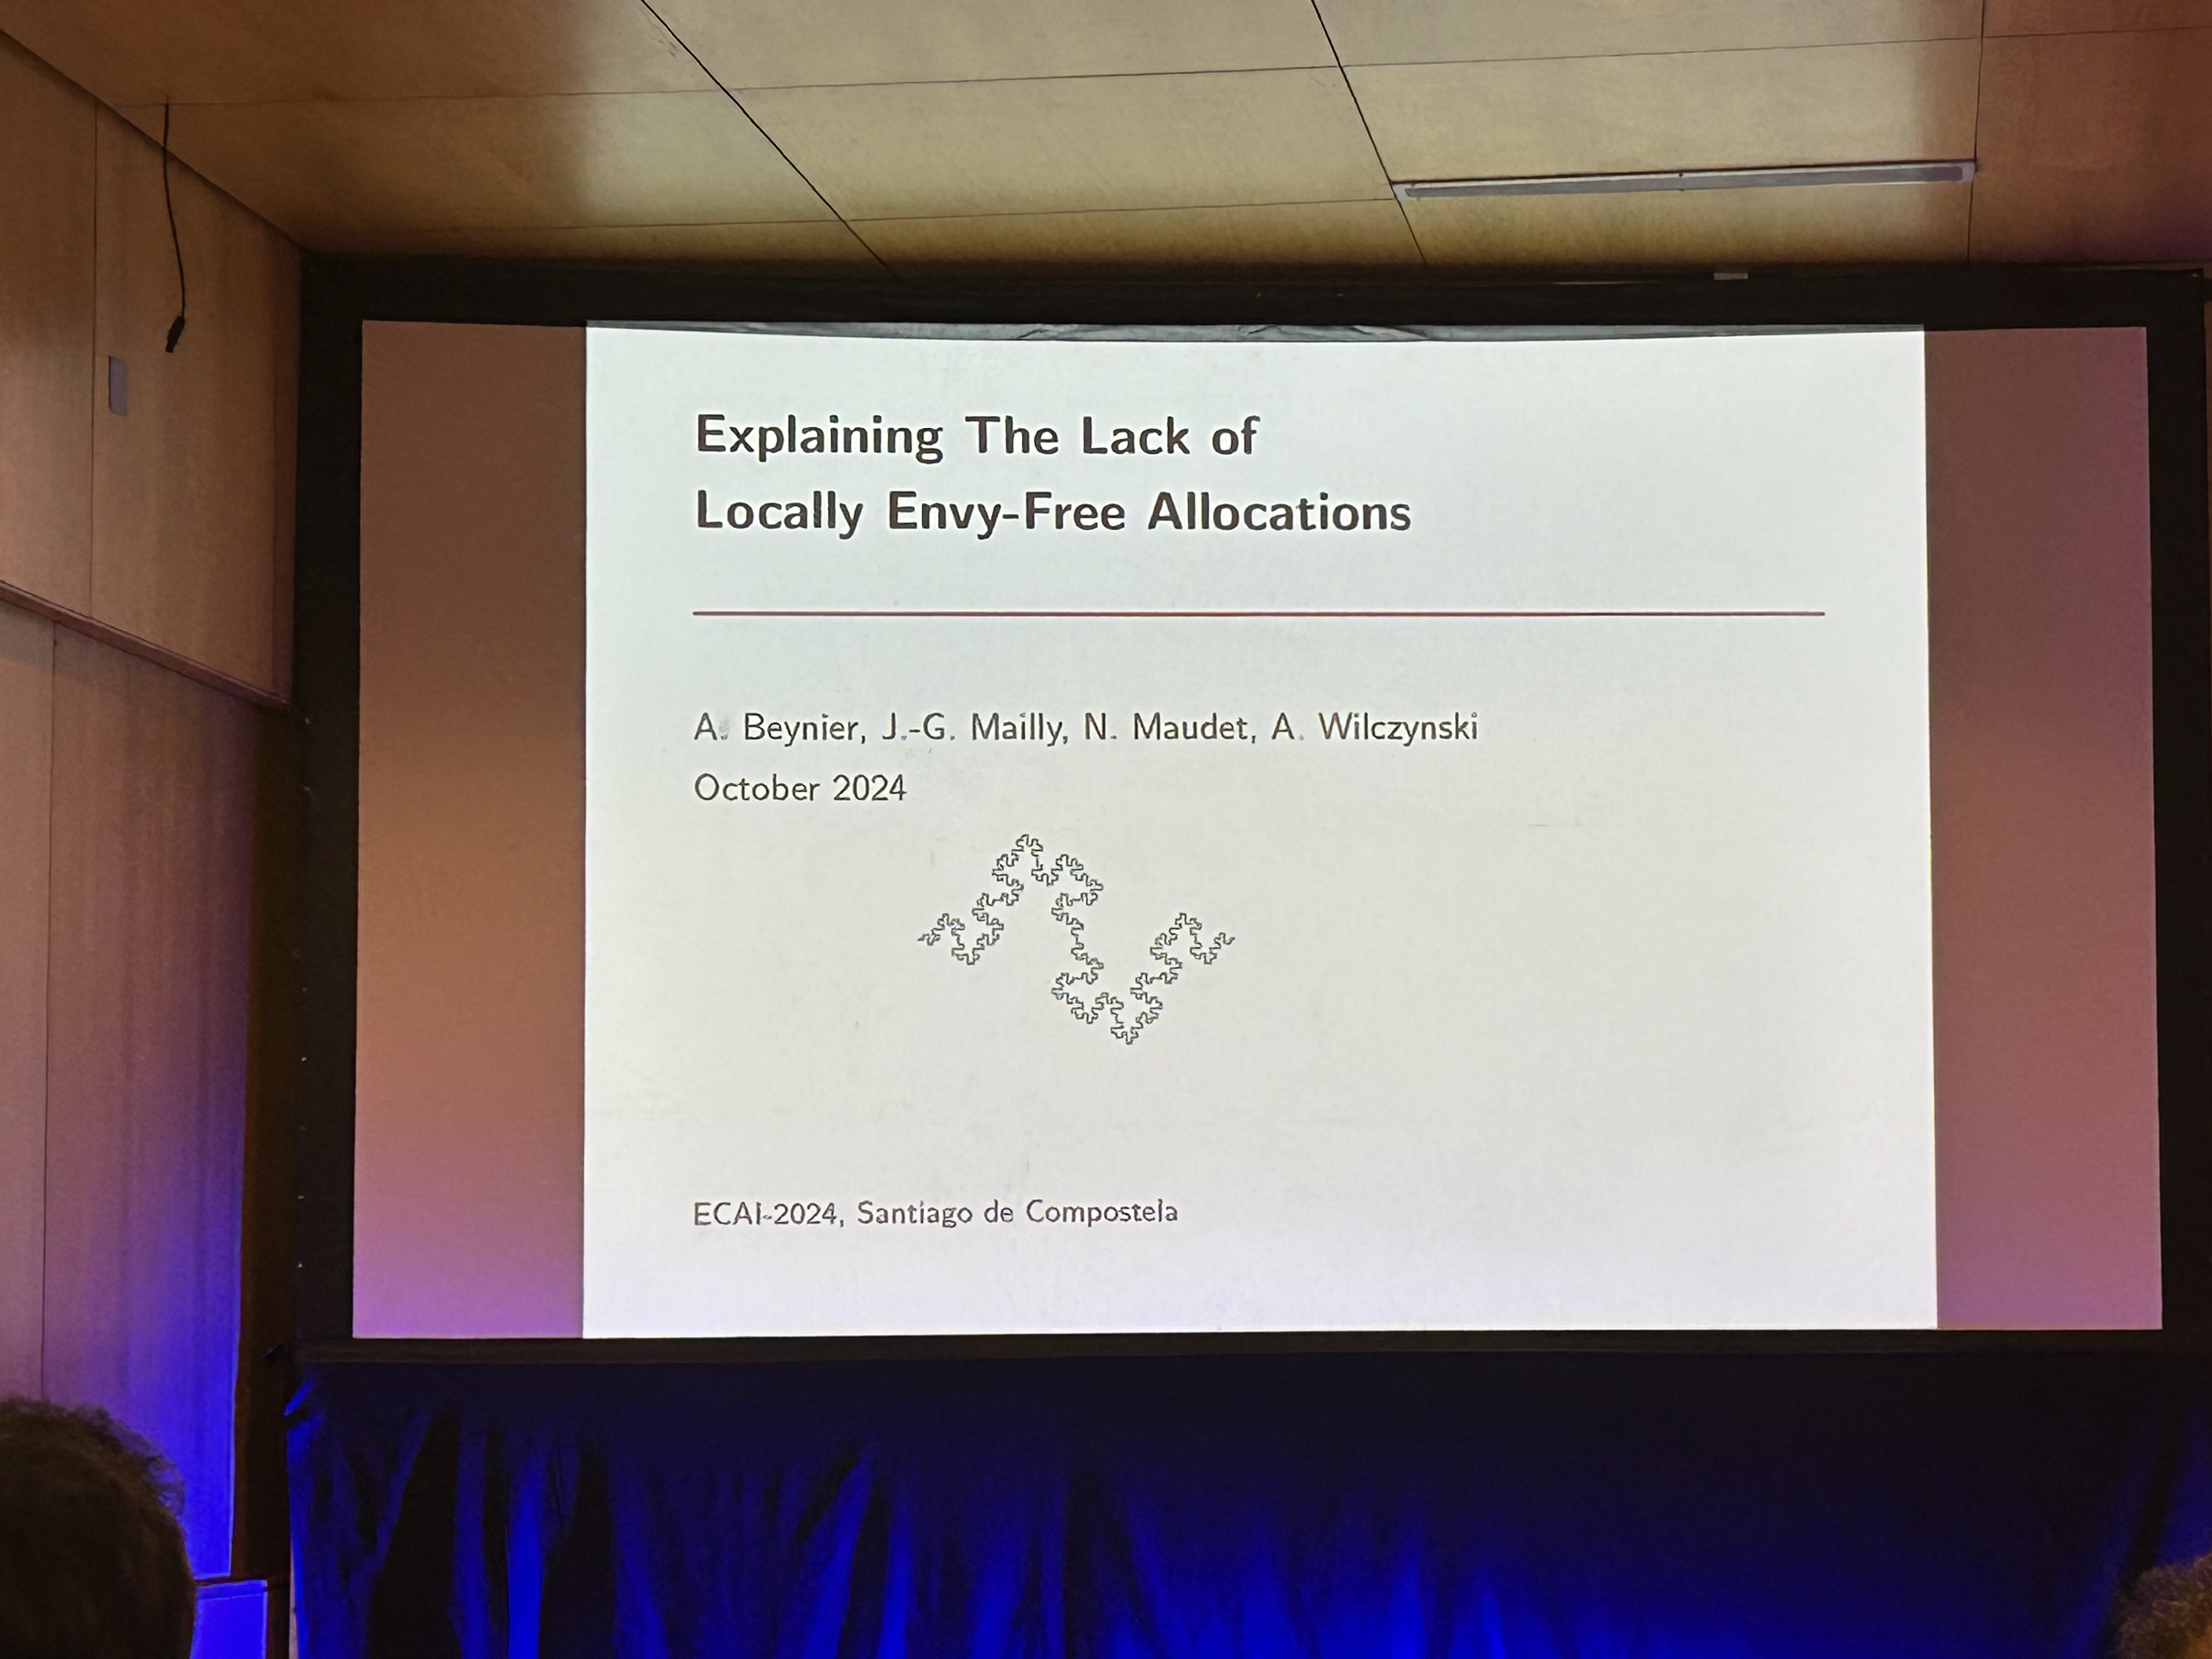 Explaining The Lack of
Locally Envy-Free Allocations
A. Beynier, J.-G. Mailly, N. Maudet, A. Wilczynski
October 2024
ECAI-2024, Santiago de Compostela